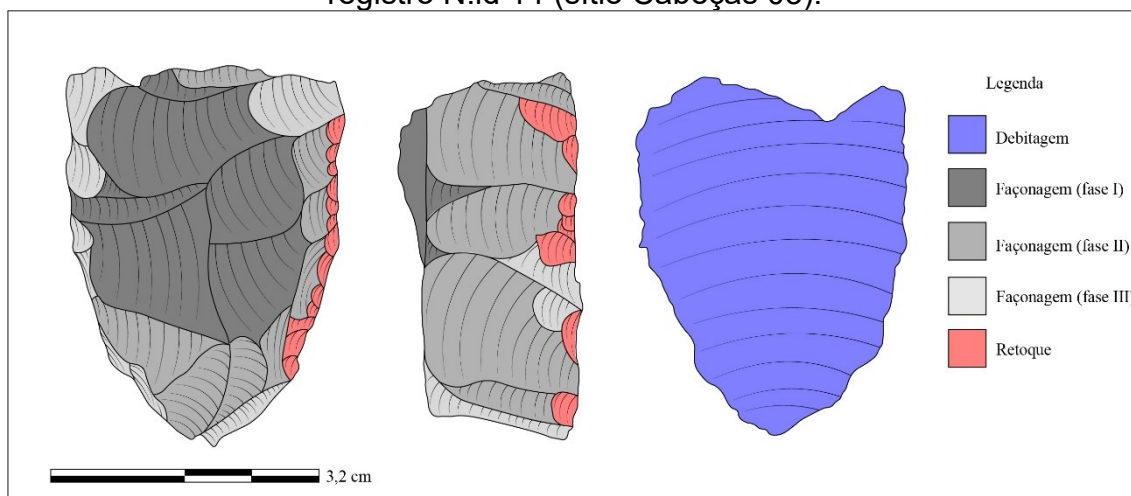 registro N.id 11 (sítio Cabeças 03).
Legenda
Debitagem
Façonagem (fase I)
Façonagem (fase II)
Façonagem (fase III)
Retoque
3,2 cm